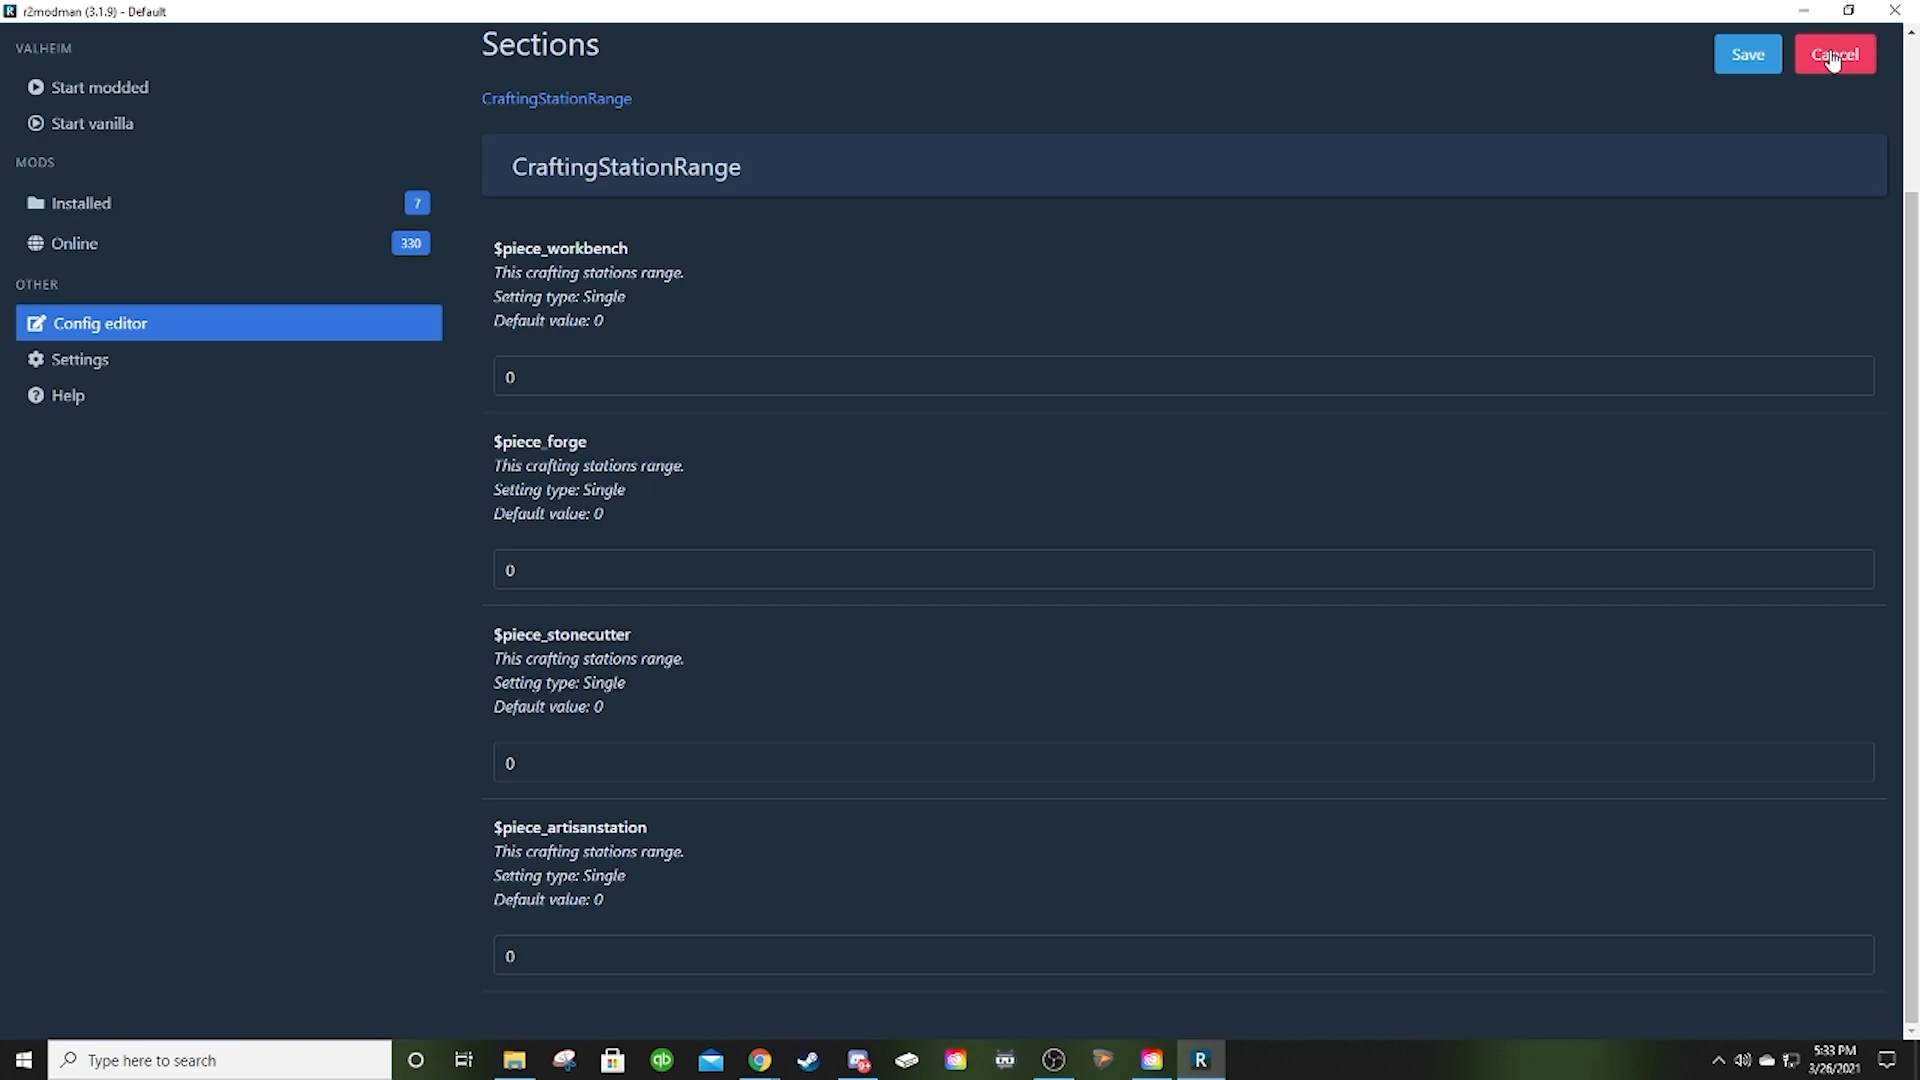 r2modman (3.1.9) - Default
VALHEIM
Start modded
Start vanilla
MODS
Installed
7
Online
330
OTHER
Config editor
Settings
Help
Sections
Save
Cancel
CraftingStationRange
CraftingStationRange
$piece_workbench
This crafting stations range.
Setting type: Single
Default value: 0
0
$piece_forge
This crafting stations range.
Setting type: Single
Default value: 0
0
$piece_stonecutter
This crafting stations range.
Setting type: Single
Default value: 0
0
$piece_artisanstation
This crafting stations range.
Setting type: Single
Default value: 0
0
Type here to search
qb
R
5:33 PM
3/26/2021